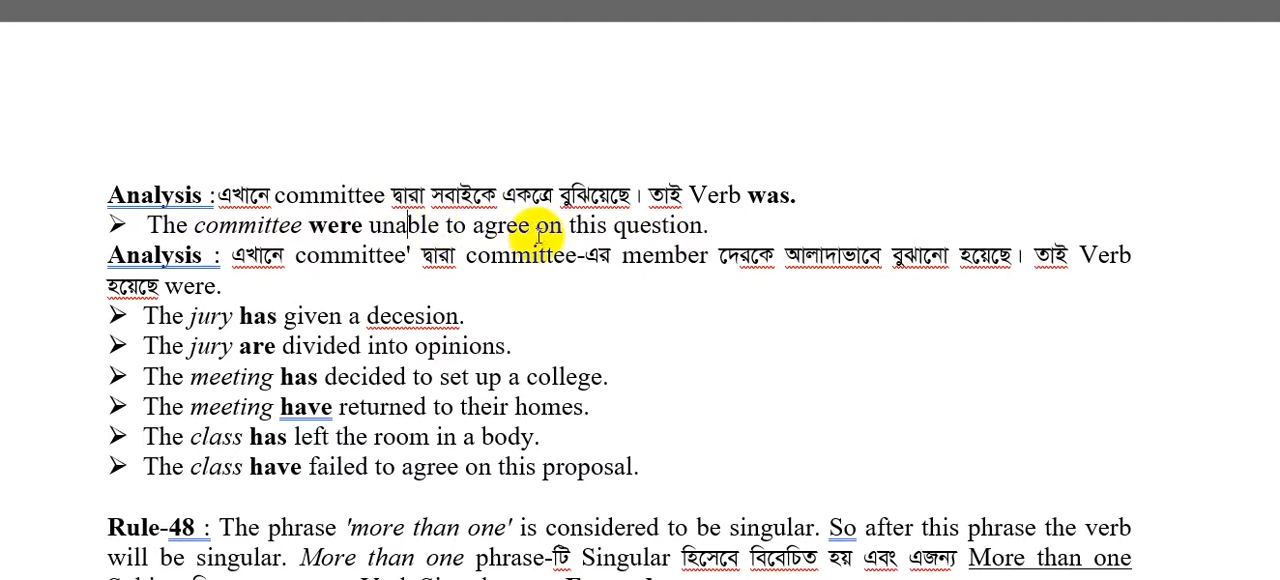 Analysis :এখানে committee দ্বারা সবাইকে একত্রে বুঝিয়েছে। তাই Verb was.
➢ The committee were unable to agree on this question.
Analysis : এখানে committee' দ্বারা committee-এর member দেরকে আলাদাভাবে বুঝানো হয়েছে। তাই Verb
হয়েছে were.
➢ The jury has given a decesion.
➢ The jury are divided into opinions.
➢ The meeting has decided to set up a college.
➢ The meeting have returned to their homes.
➢ The class has left the room in a body.
➢ The class have failed to agree on this proposal.
Rule-48 : The phrase 'more than one' is considered to be singular. So after this phrase the verb
will be singular. More than one phrase-টি Singular হিসেবে বিবেচিত হয় এবং এজন্য More than one